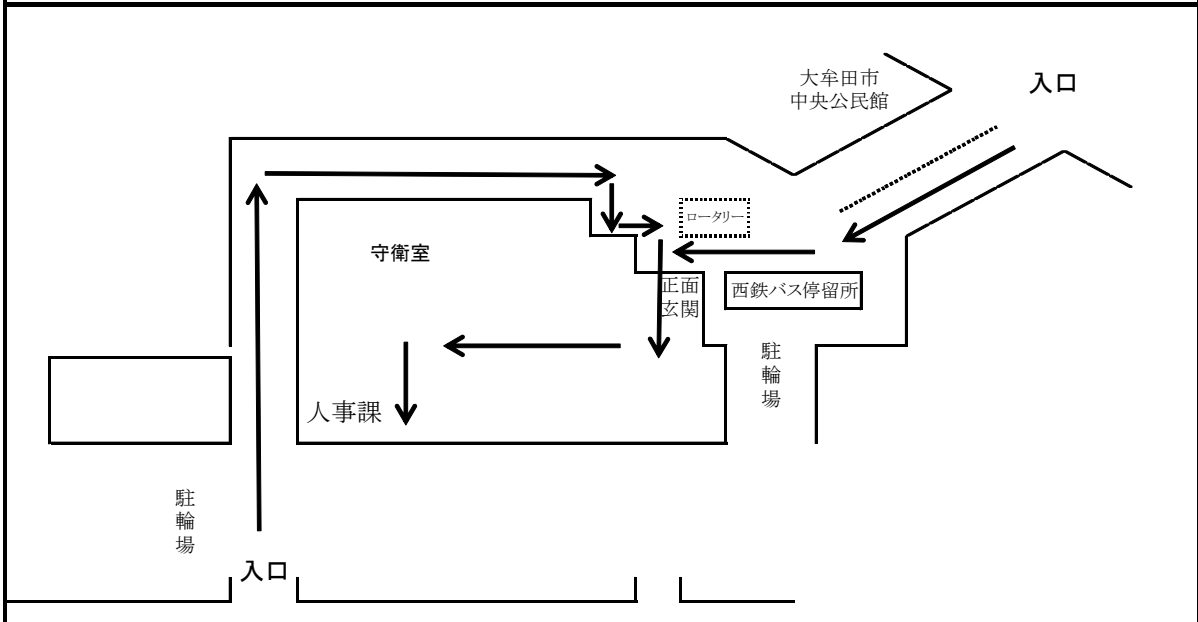 大牟田市
中央公民館
入口
ロータリー
守衛室
正面
玄関
西鉄バス停留所
駐
輪
場
人事課
駐
輪
場
入口